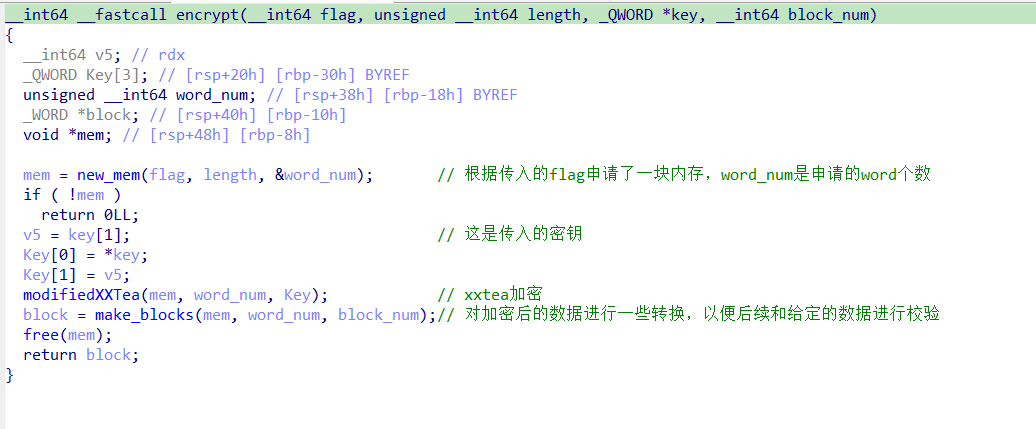 __int64 __fastcall encrypt(__int64 flag, unsigned __int64 length, _QWORD *key, __int64 block_num)
{
  __int64 v5; // rdx
  _QWORD Key[3]; // [rsp+20h] [rbp-30h] BYREF
  unsigned __int64 word_num; // [rsp+38h] [rbp-18h] BYREF
  _WORD *block; // [rsp+40h] [rbp-10h]
  void *mem; // [rsp+48h] [rbp-8h]

  mem = new_mem(flag, length, &word_num);       // 根据传入的flag申请了一块内存，word_num是申请的word个数
  if ( !mem )
    return 0LL;
  v5 = key[1];                                  // 这是传入的密钥
  Key[0] = *key;
  Key[1] = v5;
  modifiedXXTea(mem, word_num, Key);            // xxtea加密
  block = make_blocks(mem, word_num, block_num);// 对加密后的数据进行一些转换，以便后续和给定的数据进行校验
  free(mem);
  return block;
}